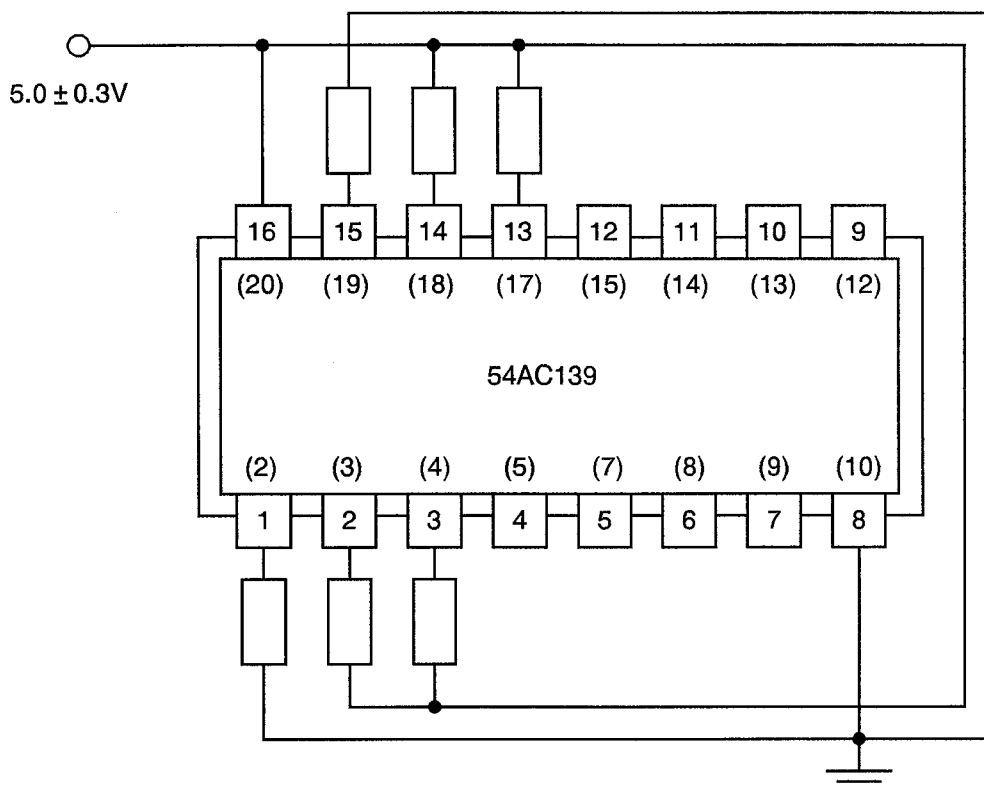 5.0 ± 0.3V
16 15 14 13 12 11 10 9
(20) (19) (18) (17) (15) (14) (13) (12)
54AC139
(2) (3) (4) (5) (7) (8) (9) (10)
1 2 3 4 5 6 7 8